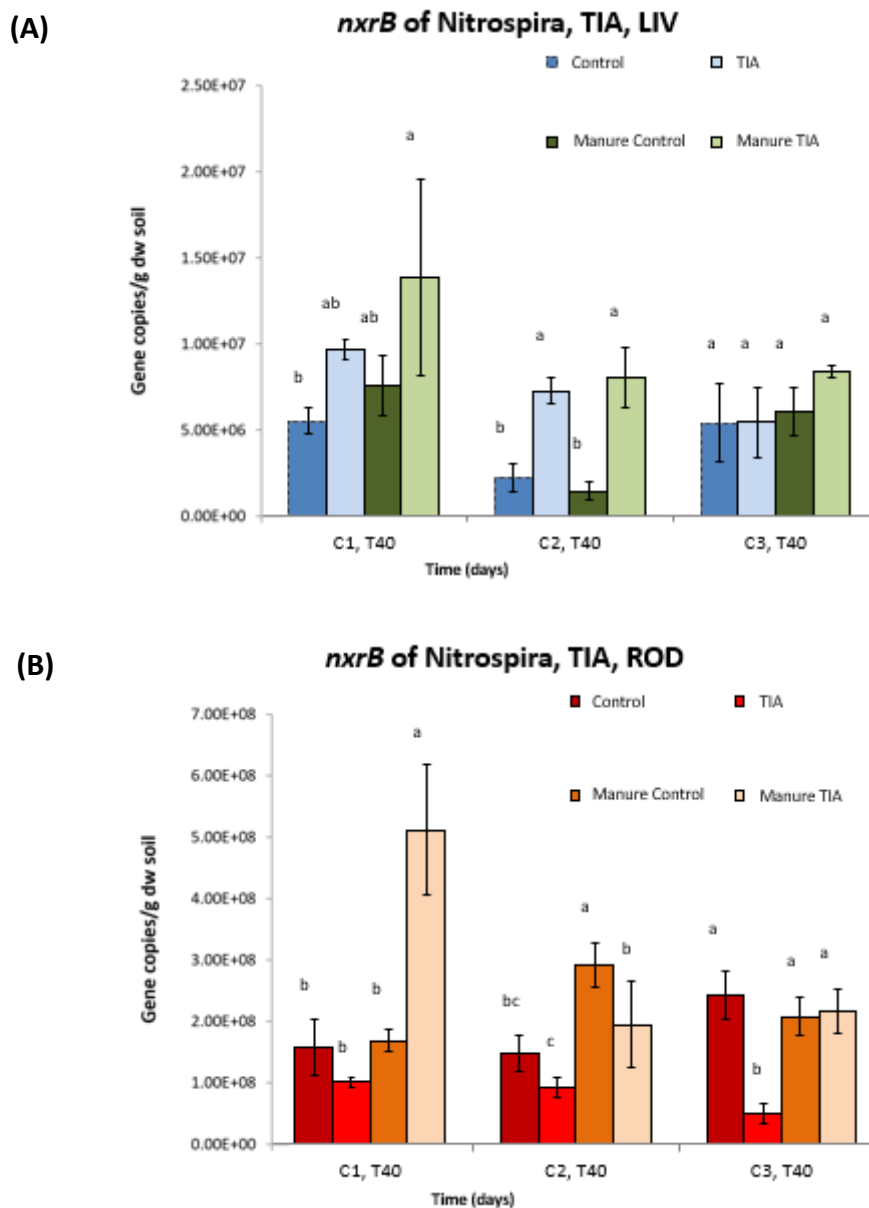 (A)
nxrB of Nitrospira, TIA, LIV
Control
TIA
Manure Control
Manure TIA
Gene copies/g dw soil
2.50E+07
2.00E+07
1.50E+07
1.00E+07
5.00E+06
0.00E+00
b
ab
ab
a
b
a
b
a
a
a
a
a
C1, T40
C2, T40
C3, T40
Time (days)
(B)
nxrB of Nitrospira, TIA, ROD
Control
TIA
Manure Control
Manure TIA
Gene copies/g dw soil
7.00E+08
6.00E+08
5.00E+08
4.00E+08
3.00E+08
2.00E+08
1.00E+08
0.00E+00
b
b
b
a
bc
c
a
b
a
b
a
a
C1, T40
C2, T40
C3, T40
Time (days)